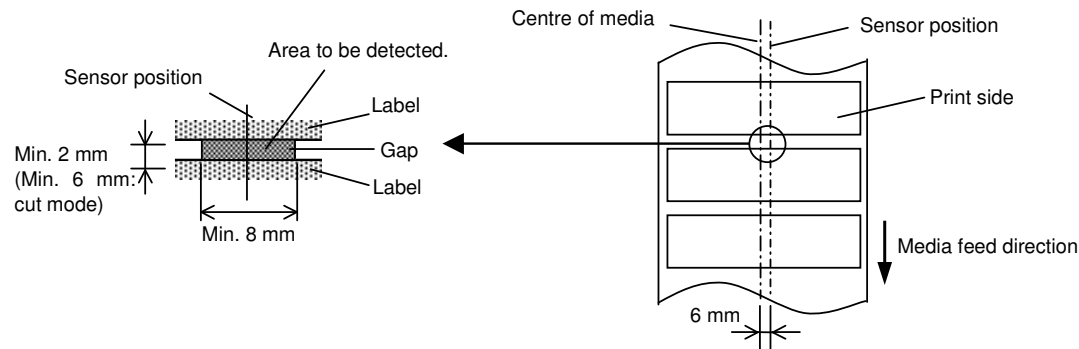 Centre of media
Sensor position
Area to be detected.
Sensor position
Label
Print side
Gap
Min. 2 mm
(Min. 6 mm:
cut mode)
Label
Min. 8 mm
Media feed direction
6 mm